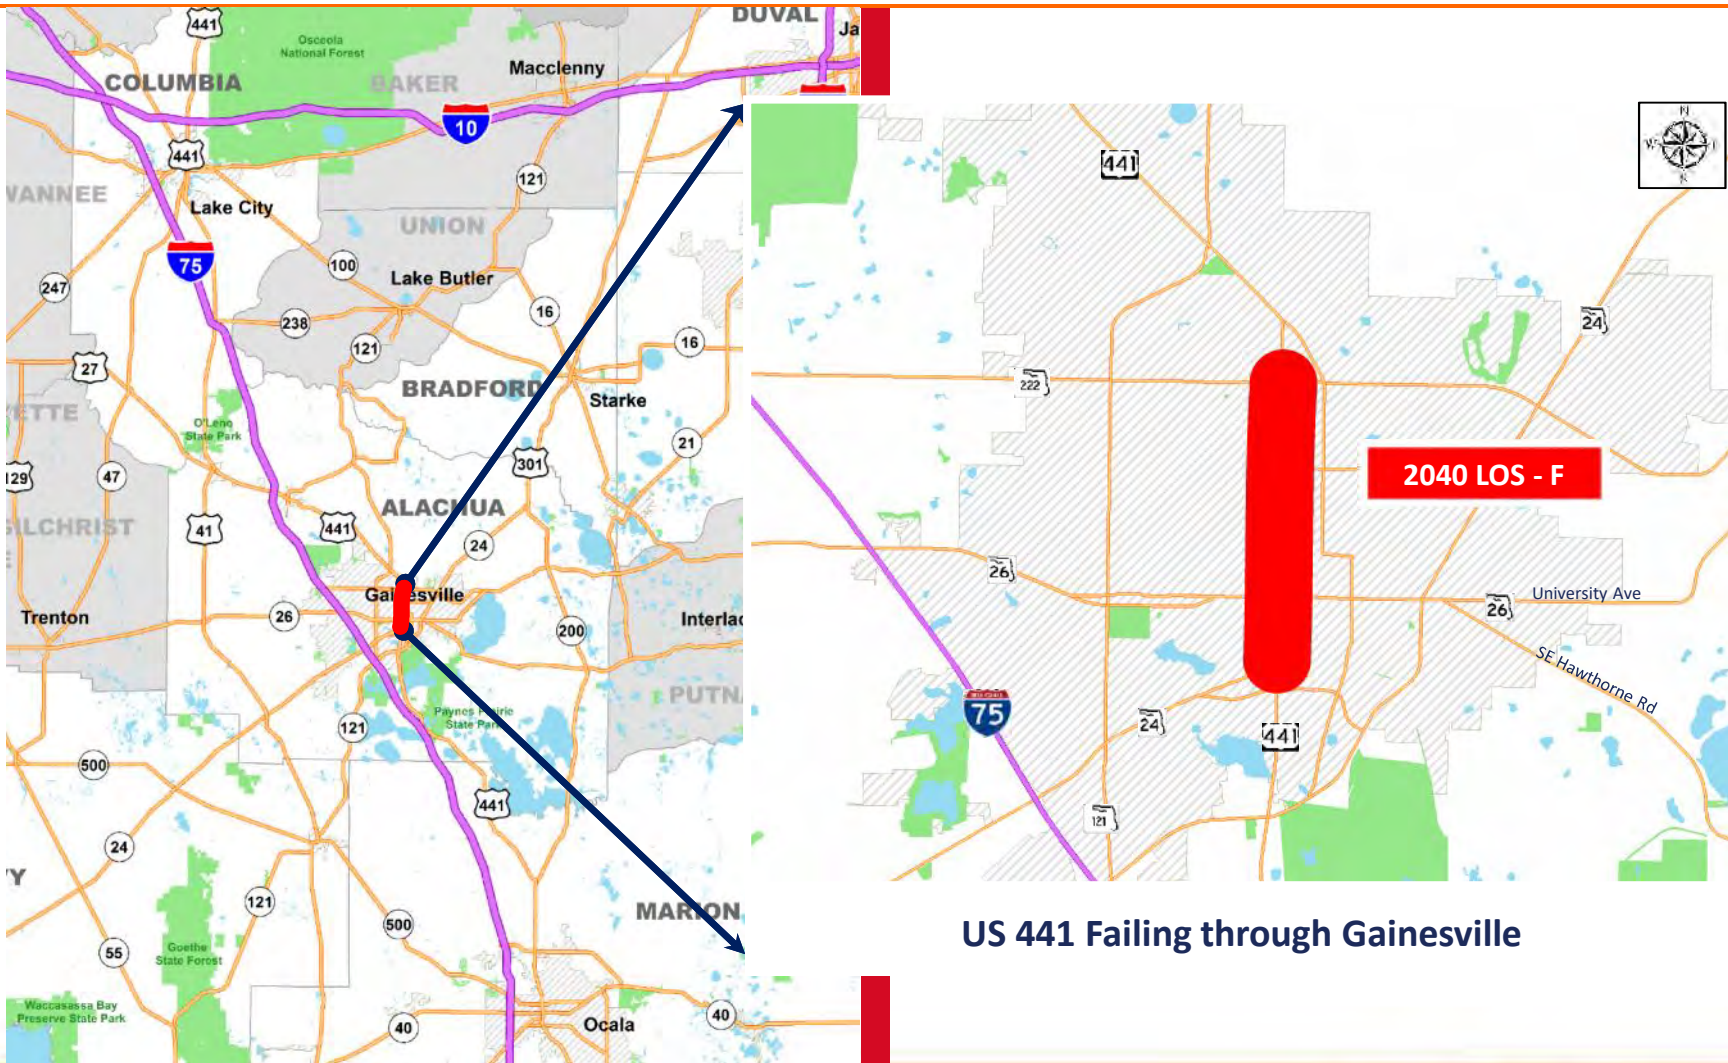 441
DUVAL
Osceola
National Forest
Ja
Macclenny
COLUMBIA
BAKER
10
441
121
WANNEE
Lake City
UNION
75
100
Lake Butler
247
16
238
121
16
27
BRADFORD
Starke
YETTE
O'Leno
State Park
21
301
129
47
ALACHUA
GILCHRIST
41
441
24
Gainesville
Trenton
26
200
Interlac
PUTN
Paynes Prairie
State Park
121
500
441
24
Y
121
500
MARION
55
Goethe
State Forest
Waccasassa Bay
Preserve State Park
40
Ocala
40
N
W
441
24
222
2040 LOS - F
26
University Ave
26
SE Hawthorne Rd
75
24
441
121
US 441 Failing through Gainesville